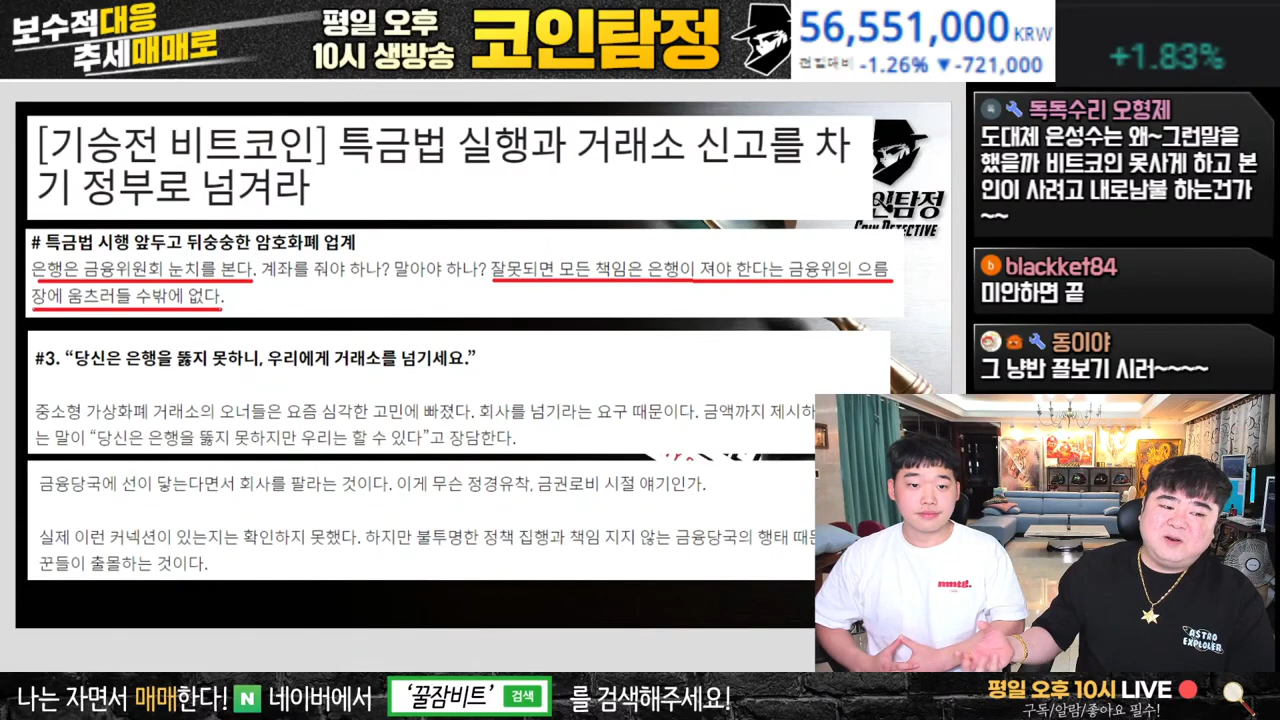 보수적대응
추세매매로
평일 오후
10시 생방송
코인탐정
56,551,000 KRW
전일대비 -1.26% ▼-721,000
+1.83%
[기승전 비트코인] 특금법 실행과 거래소 신고를 차
기 정부로 넘겨라
인탐정
COIN DETECTIVE
# 특금법 시행 앞두고 뒤숭숭한 암호화폐 업계
은행은 금융위원회 눈치를 본다. 계좌를 줘야 하나? 말아야 하나? 잘못되면 모든 책임은 은행이 져야 한다는 금융위의 으름
장에 움츠러들 수밖에 없다.
#3. “당신은 은행을 뚫지 못하니, 우리에게 거래소를 넘기세요.”
중소형 가상화폐 거래소의 오너들은 요즘 심각한 고민에 빠졌다. 회사를 넘기라는 요구 때문이다. 금액까지 제시하
는 말이 “당신은 은행을 뚫지 못하지만 우리는 할 수 있다”고 장담한다.
금융당국에 선이 닿는다면서 회사를 팔라는 것이다. 이게 무슨 정경유착, 금권로비 시절 얘기인가.
실제 이런 커넥션이 있는지는 확인하지 못했다. 하지만 불투명한 정책 집행과 책임 지지 않는 금융당국의 행태 때
꾼들이 출몰하는 것이다.
독독수리 오형제
도대체 은성수는 왜~그런말을
했을까 비트코인 못사게 하고 본
인이 사려고 내로남불 하는건가
~~
b blackket84
미안하면 끝
동이야
그 냥반 꼴보기 시러~~~~
nmtg.
ASTRO
EXPLOLER
나는 자면서 매매한다! N 네이버에서 ‘꿀잠비트’ 검색 를 검색해주세요!
평일 오후 10시 LIVE
구독/알람/좋아요 필수!